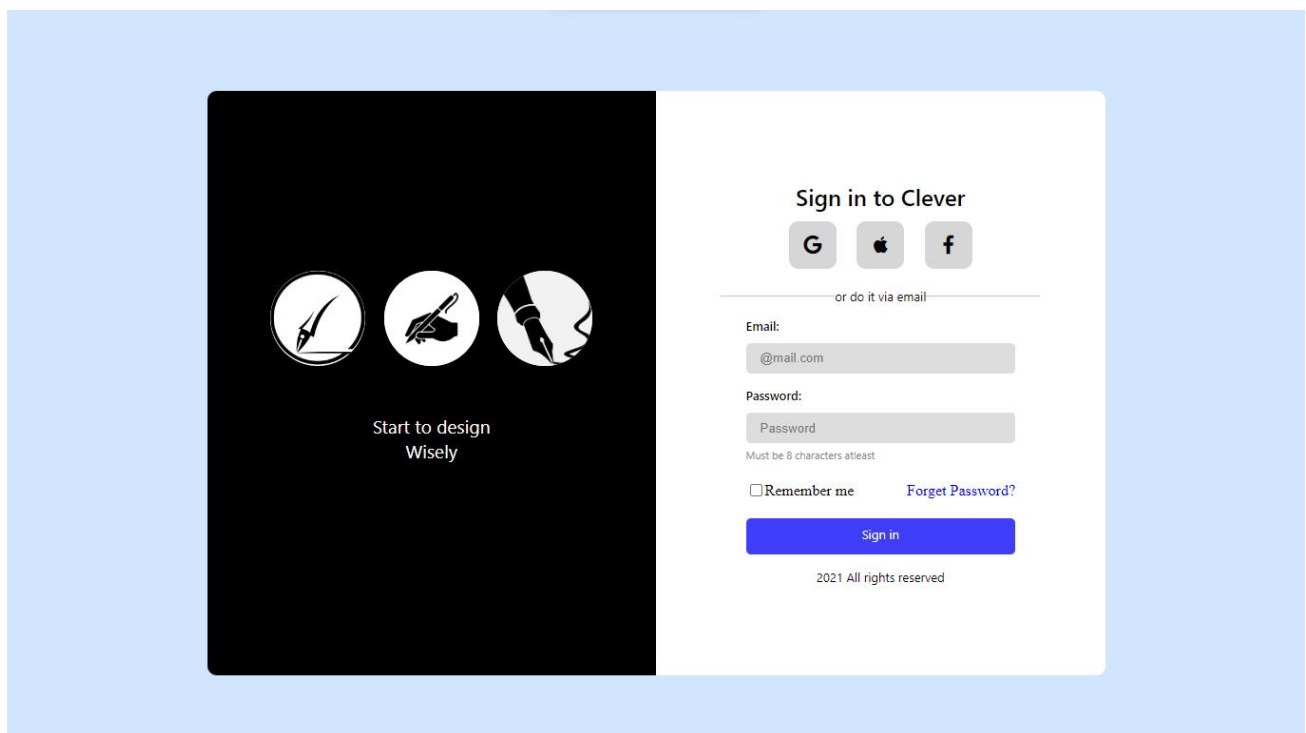 Start to design
Wisely
Sign in to Clever
or do it via email
Email:
@mail.com
Password:
Password
Must be 8 characters atleast
Remember me
Forget Password?
Sign in
2021 All rights reserved